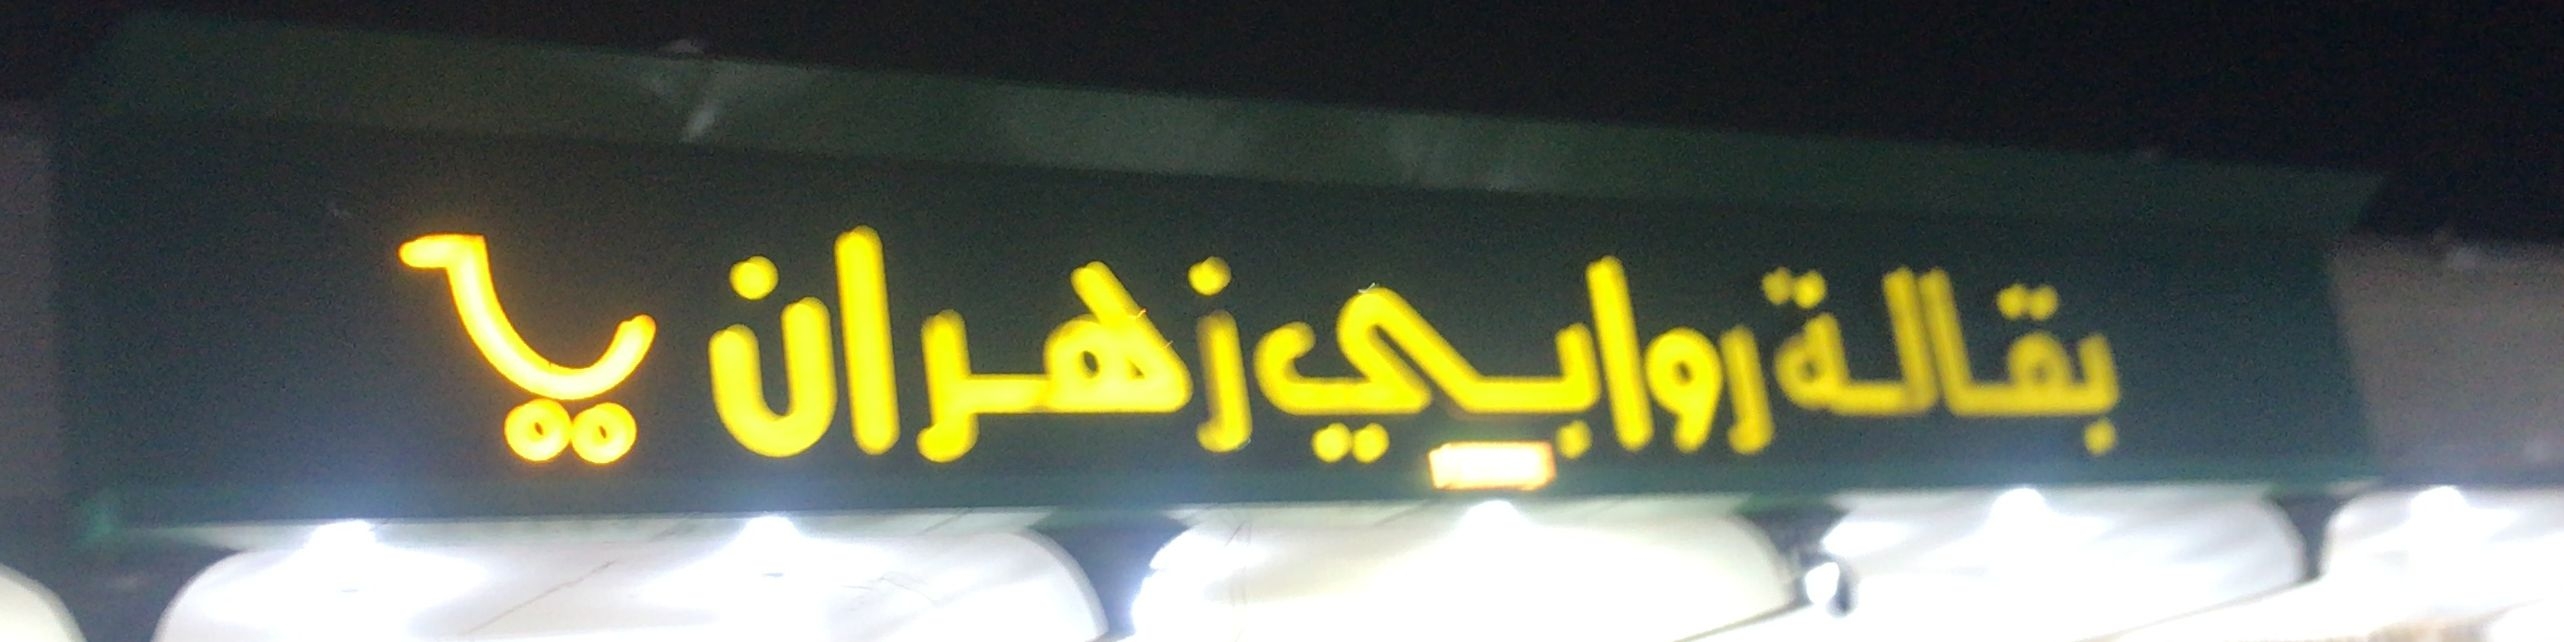 بقالة روابي زهران